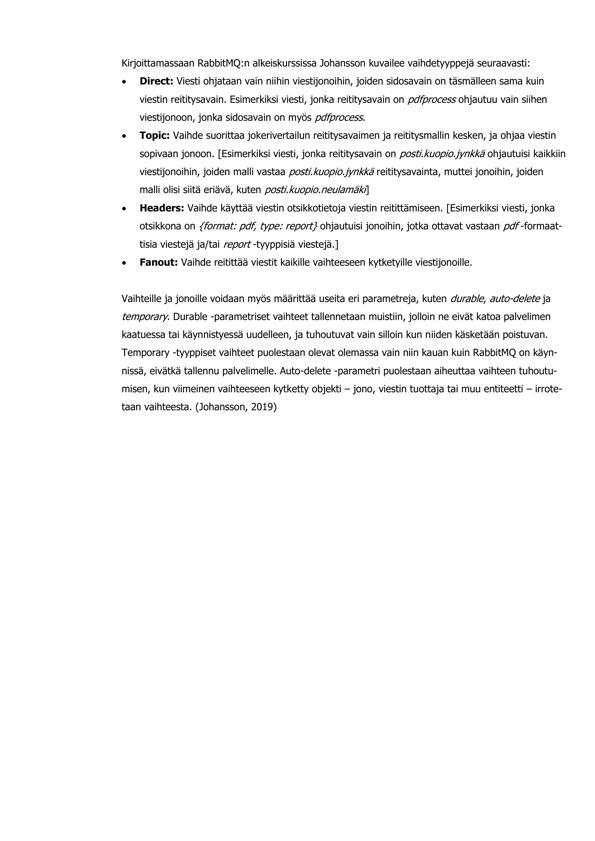 Kirjoittamassaan RabbitMQ:n alkeiskurssissa Johansson kuvailee vaihdetyyppejä seuraavasti:
• Direct: Viesti ohjataan vain niihin viestijonoihin, joiden sidosavain on täsmälleen sama kuin
viestin reititysavain. Esimerkiksi viesti, jonka reititysavain on pdfprocess ohjautuu vain siihen
viestijonoon, jonka sidosavain on myös pdfprocess.
• Topic: Vaihde suorittaa jokerivertailun reititysavaimen ja reititysmallin kesken, ja ohjaa viestin
sopivaan jonoon. [Esimerkiksi viesti, jonka reititysavain on posti.kuopio.jynkkä ohjautuisi kaikkiin
viestijonoihin, joiden malli vastaa posti.kuopio.jynkkä reititysavainta, muttei jonoihin, joiden
malli olisi siitä eriävä, kuten posti.kuopio.neulamäki]
• Headers: Vaihde käyttää viestin otsikkotietoja viestin reitittämiseen. [Esimerkiksi viesti, jonka
otsikkona on {format: pdf, type: report} ohjautuisi jonoihin, jotka ottavat vastaan pdf -formaat-
tisia viestejä ja/tai report -tyyppisiä viestejä.]
• Fanout: Vaihde reitittää viestit kaikille vaihteeseen kytketyille viestijonoille.
Vaihteille ja jonoille voidaan myös määrittää useita eri parametreja, kuten durable, auto-delete ja
temporary. Durable -parametriset vaihteet tallennetaan muistiin, jolloin ne eivät katoa palvelimen
kaatuessa tai käynnistyessä uudelleen, ja tuhoutuvat vain silloin kun niiden käsketään poistuvan.
Temporary -tyyppiset vaihteet puolestaan olevat olemassa vain niin kauan kuin RabbitMQ on käyn-
nissä, eivätkä tallennu palvelimelle. Auto-delete -parametri puolestaan aiheuttaa vaihteen tuhoutu-
misen, kun viimeinen vaihteeseen kytketty objekti – jono, viestin tuottaja tai muu entiteetti – irrote-
taan vaihteesta. (Johansson, 2019)